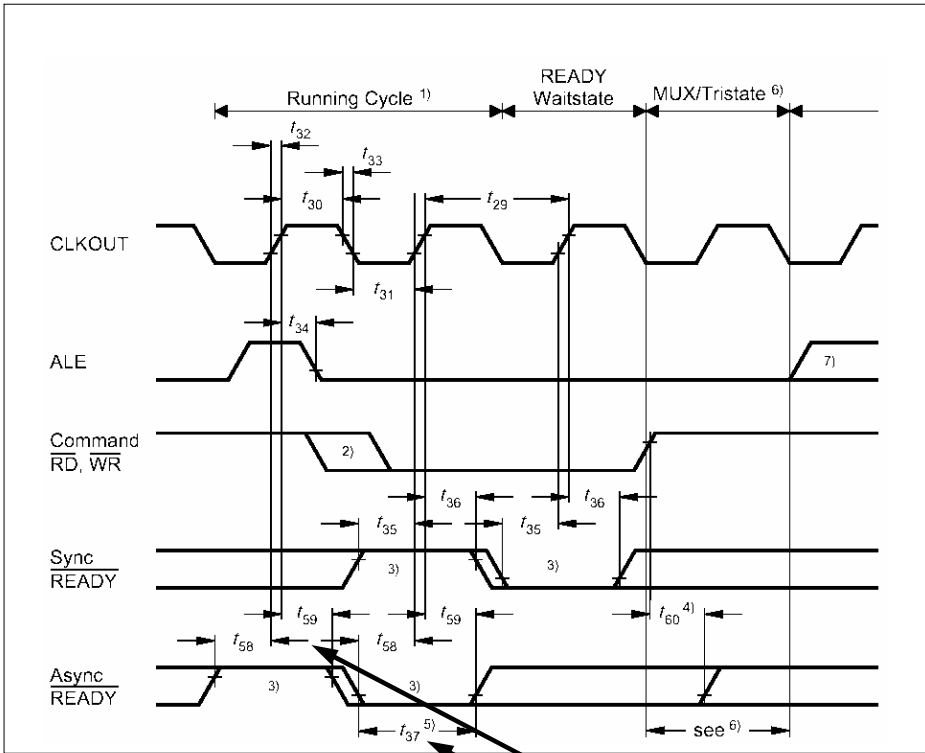 READY
Running Cycle 1) Waitstate MUX/Tristate 6)
t32
t33
t30 t29
CLKOUT
t31
t34
ALE 7)
Command
RD, WR 2)
t36 t36
t35 t35
Sync
READY 3) 3)
t59 t59 t60 4)
t58 t58
Async
READY 3) 3)
t37 5) see 6)